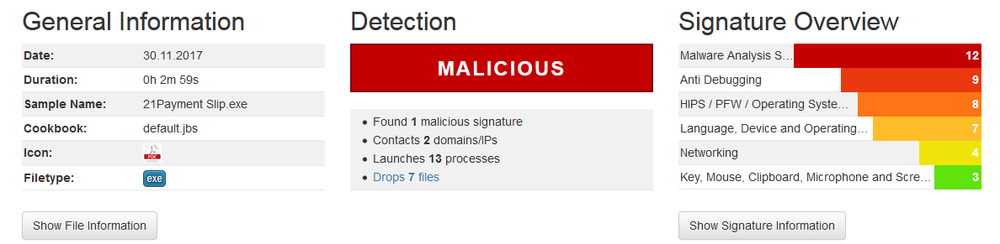 General Information
Date: 30.11.2017
Duration: 0h 2m 59s
Sample Name: 21Payment Slip.exe
Cookbook: default.jbs
Icon: PDF
Filetype: exe
Show File Information
Detection
MALICIOUS
Found 1 malicious signature
Contacts 2 domains/IPs
Launches 13 processes
Drops 7 files
Signature Overview
Malware Analysis S... 12
Anti Debugging 9
HIPS / PFW / Operating Syste... 8
Language, Device and Operating... 7
Networking 4
Key, Mouse, Clipboard, Microphone and Scre... 3
Show Signature Information